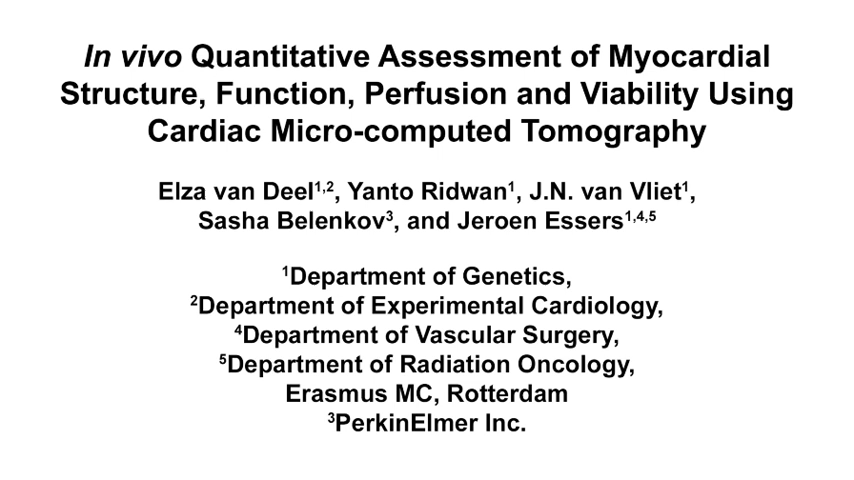 In vivo Quantitative Assessment of Myocardial
Structure, Function, Perfusion and Viability Using
Cardiac Micro-computed Tomography
Elza van Deel1,2, Yanto Ridwan1, J.N. van Vliet1,
Sasha Belenkov3, and Jeroen Essers1,4,5
1Department of Genetics,
2Department of Experimental Cardiology,
4Department of Vascular Surgery,
5Department of Radiation Oncology,
Erasmus MC, Rotterdam
3PerkinElmer Inc.